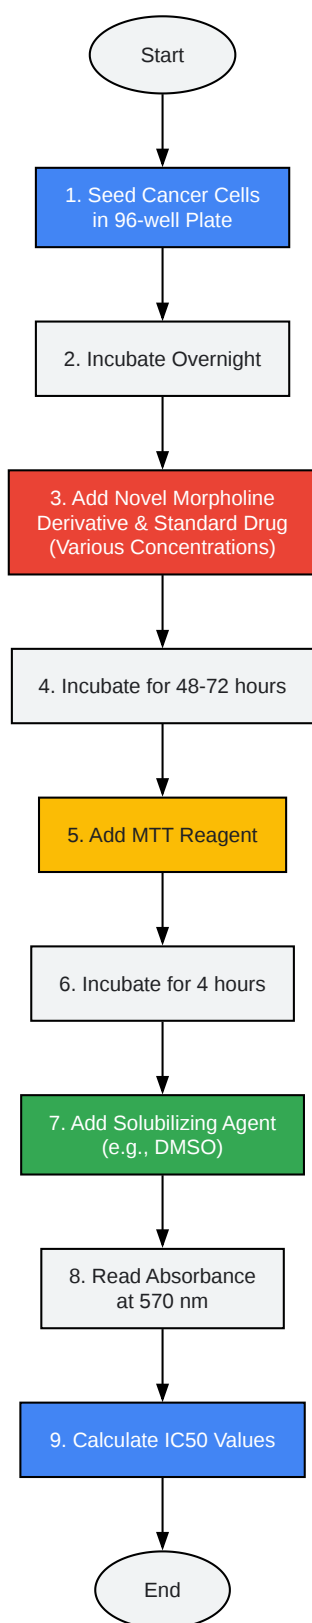 Start
1. Seed Cancer Cells
in 96-well Plate
2. Incubate Overnight
3. Add Novel Morpholine
Derivative & Standard Drug
(Various Concentrations)
4. Incubate for 48-72 hours
5. Add MTT Reagent
6. Incubate for 4 hours
7. Add Solubilizing Agent
(e.g., DMSO)
8. Read Absorbance
at 570 nm
9. Calculate IC50 Values
End